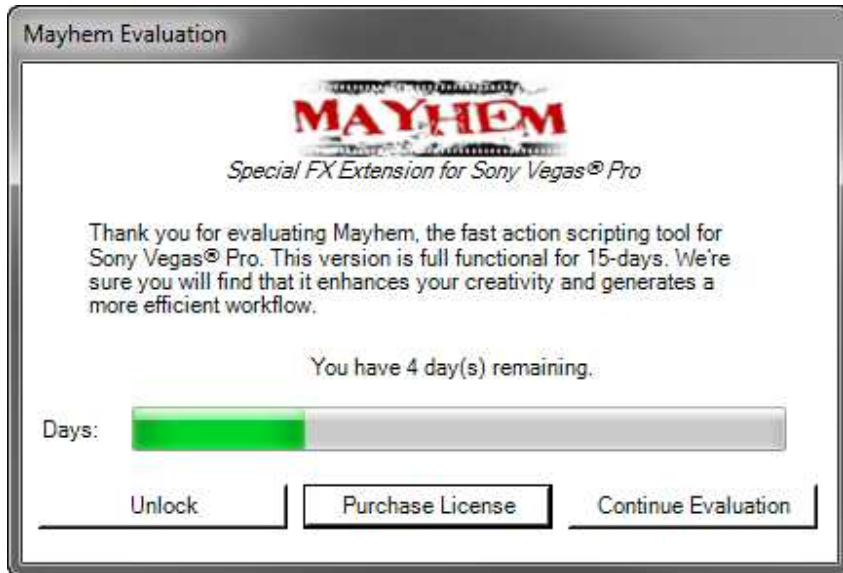 Mayhem Evaluation
MAYHEM
Special FX Extension for Sony Vegas® Pro
Thank you for evaluating Mayhem, the fast action scripting tool for
Sony Vegas® Pro. This version is full functional for 15-days. We're
sure you will find that it enhances your creativity and generates a
more efficient workflow.
You have 4 day(s) remaining.
Days:
Unlock Purchase License Continue Evaluation